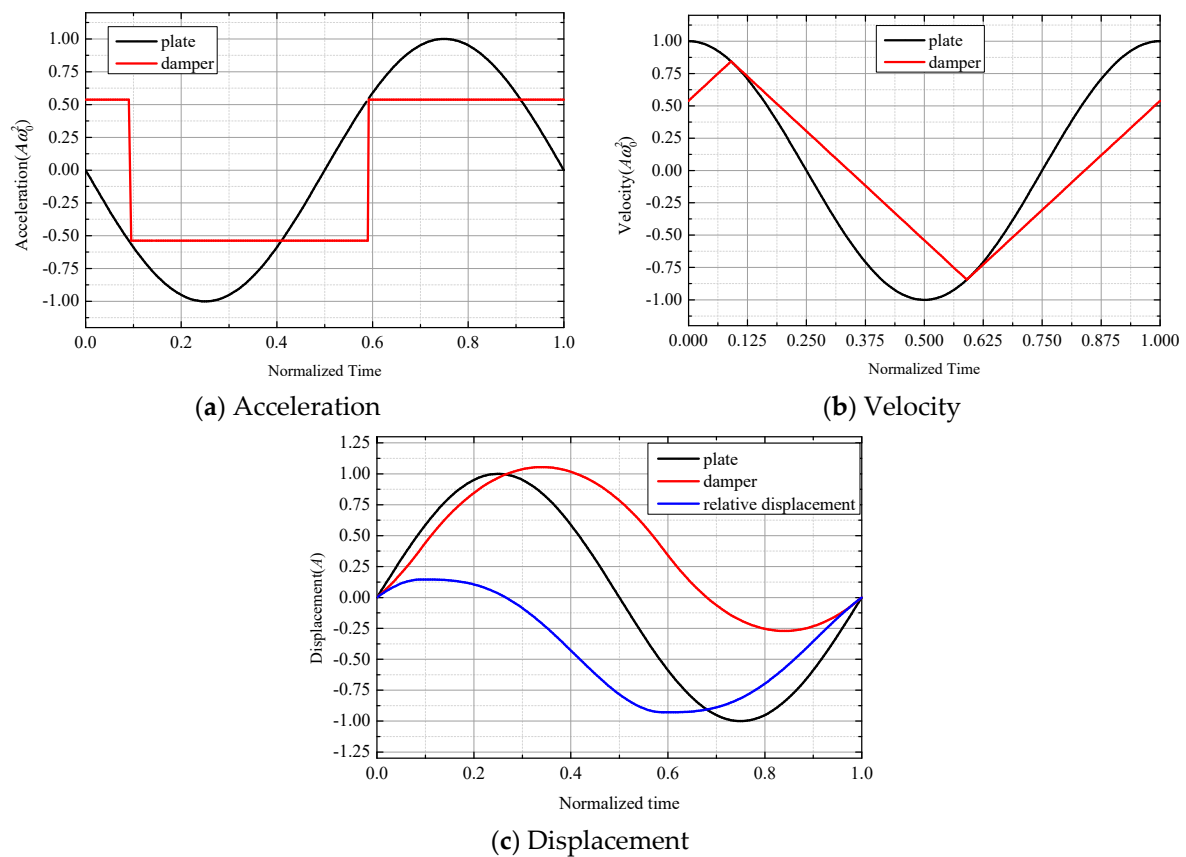 1.00
0.75
0.50
0.25
0.00
-0.25
-0.50
-0.75
-1.00
Acceleration(Aω₀²)
plate
damper
0.0 0.2 0.4 0.6 0.8 1.0
Normalized Time
(a) Acceleration
1.00
0.75
0.50
0.25
0.00
-0.25
-0.50
-0.75
-1.00
Velocity(Aω₀²)
plate
damper
0.000 0.125 0.250 0.375 0.500 0.625 0.750 0.875 1.000
Normalized Time
(b) Velocity
1.25
1.00
0.75
0.50
0.25
0.00
-0.25
-0.50
-0.75
-1.00
-1.25
Displacement(A)
plate
damper
relative displacement
0.0 0.2 0.4 0.6 0.8 1.0
Normalized time
(c) Displacement